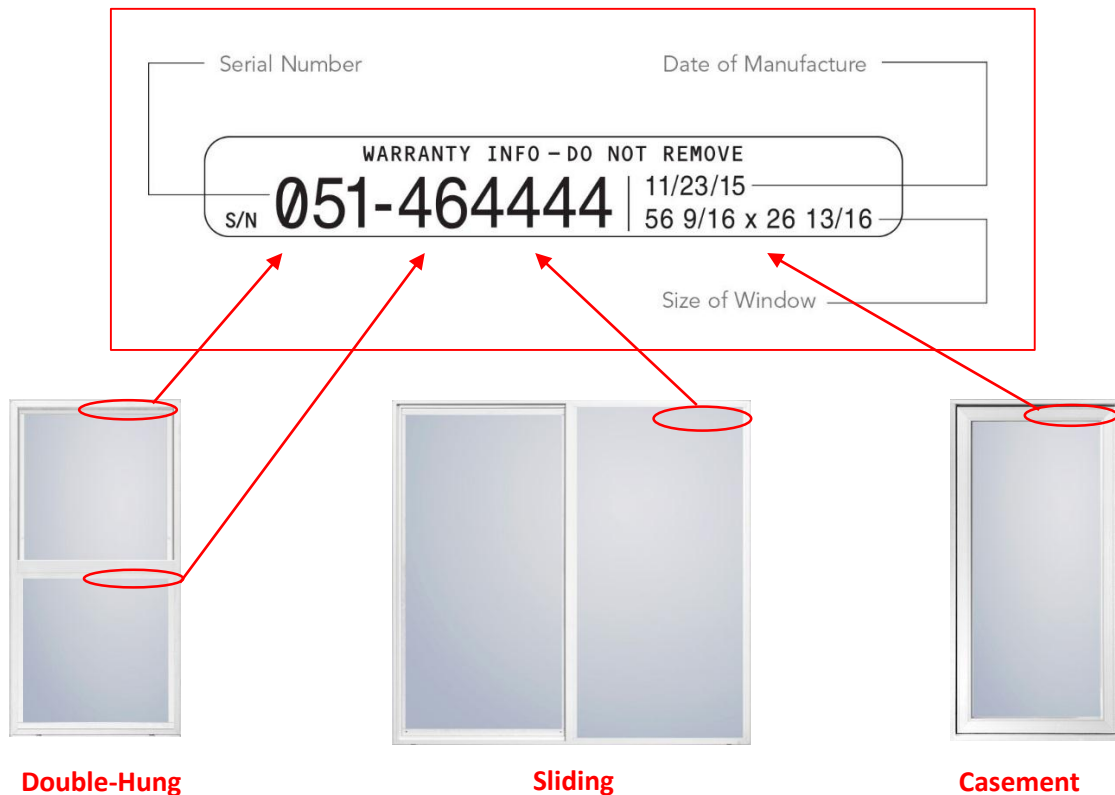 Serial Number
Date of Manufacture
WARRANTY INFO – DO NOT REMOVE
S/N 051-464444
11/23/15
56 9/16 x 26 13/16
Size of Window
Double-Hung
Sliding
Casement